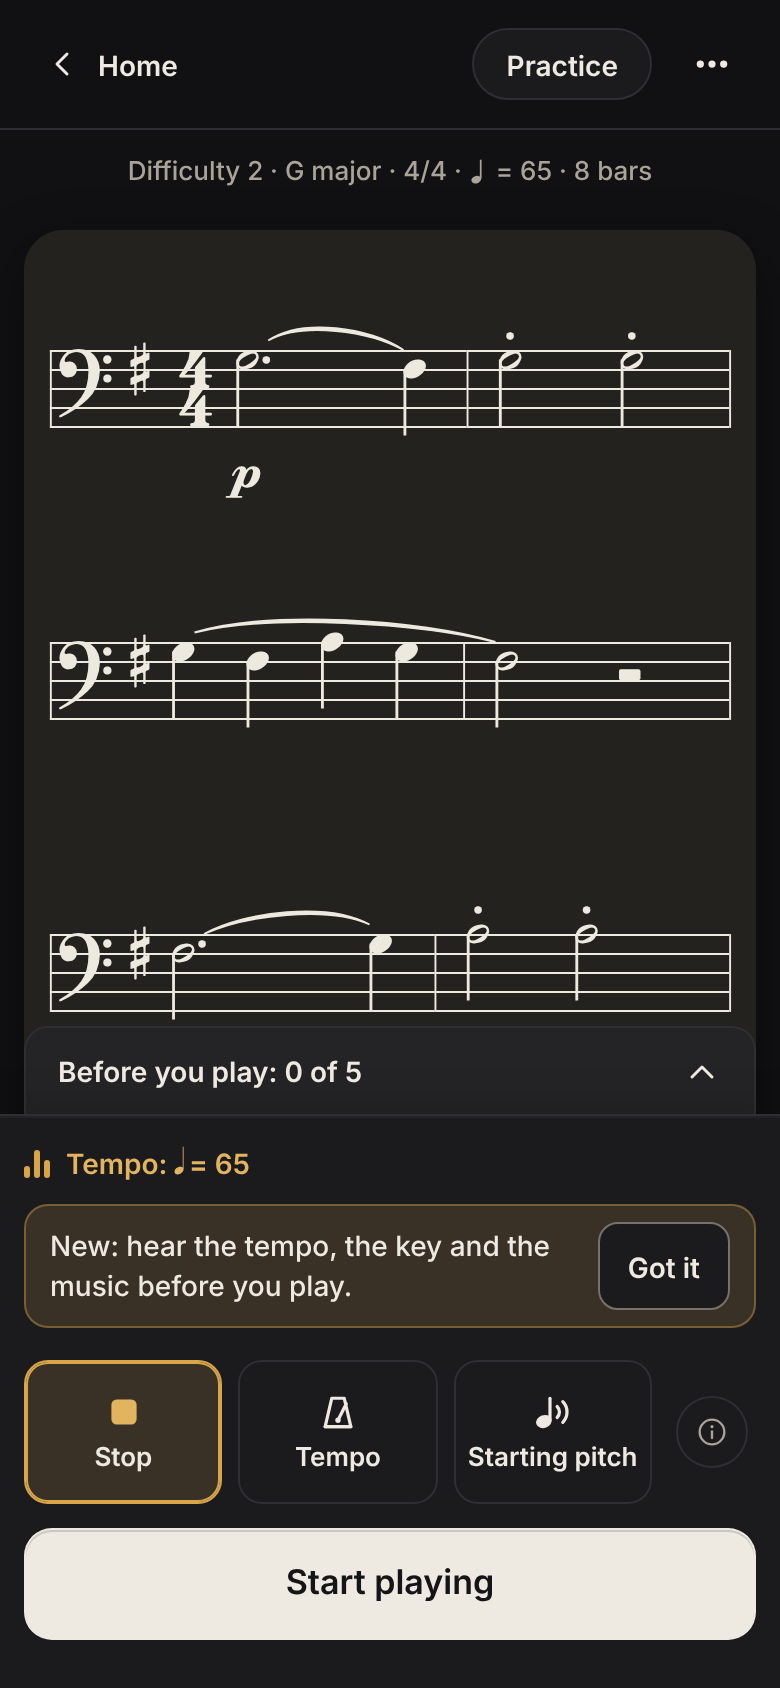 Home
Practice
Difficulty 2 · G major · 4/4 · ♩ = 65 · 8 bars
4
4
p
Before you play: 0 of 5
Tempo: ♩ = 65
New: hear the tempo, the key and the
music before you play.
Got it
Stop
Tempo
Starting pitch
Start playing